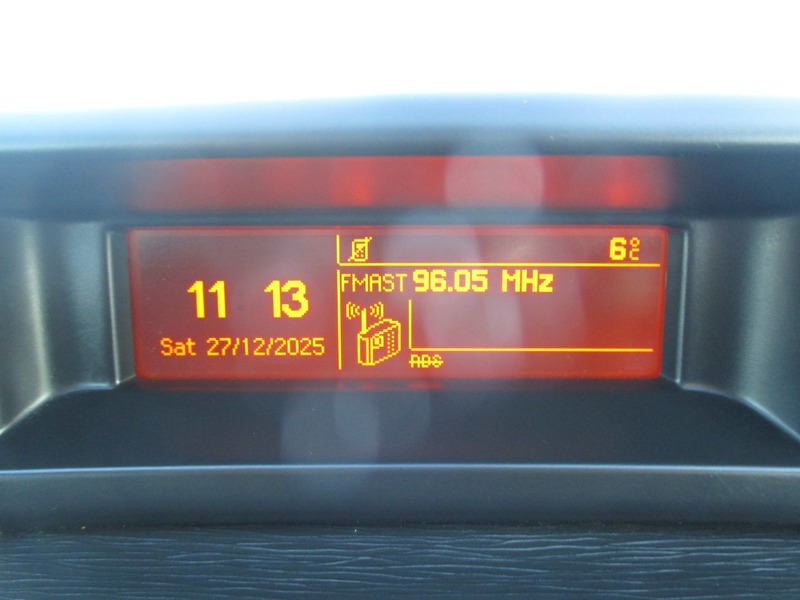 11 13
Sat 27/12/2025
6°C
FMAST 96.05 MHz
RDS